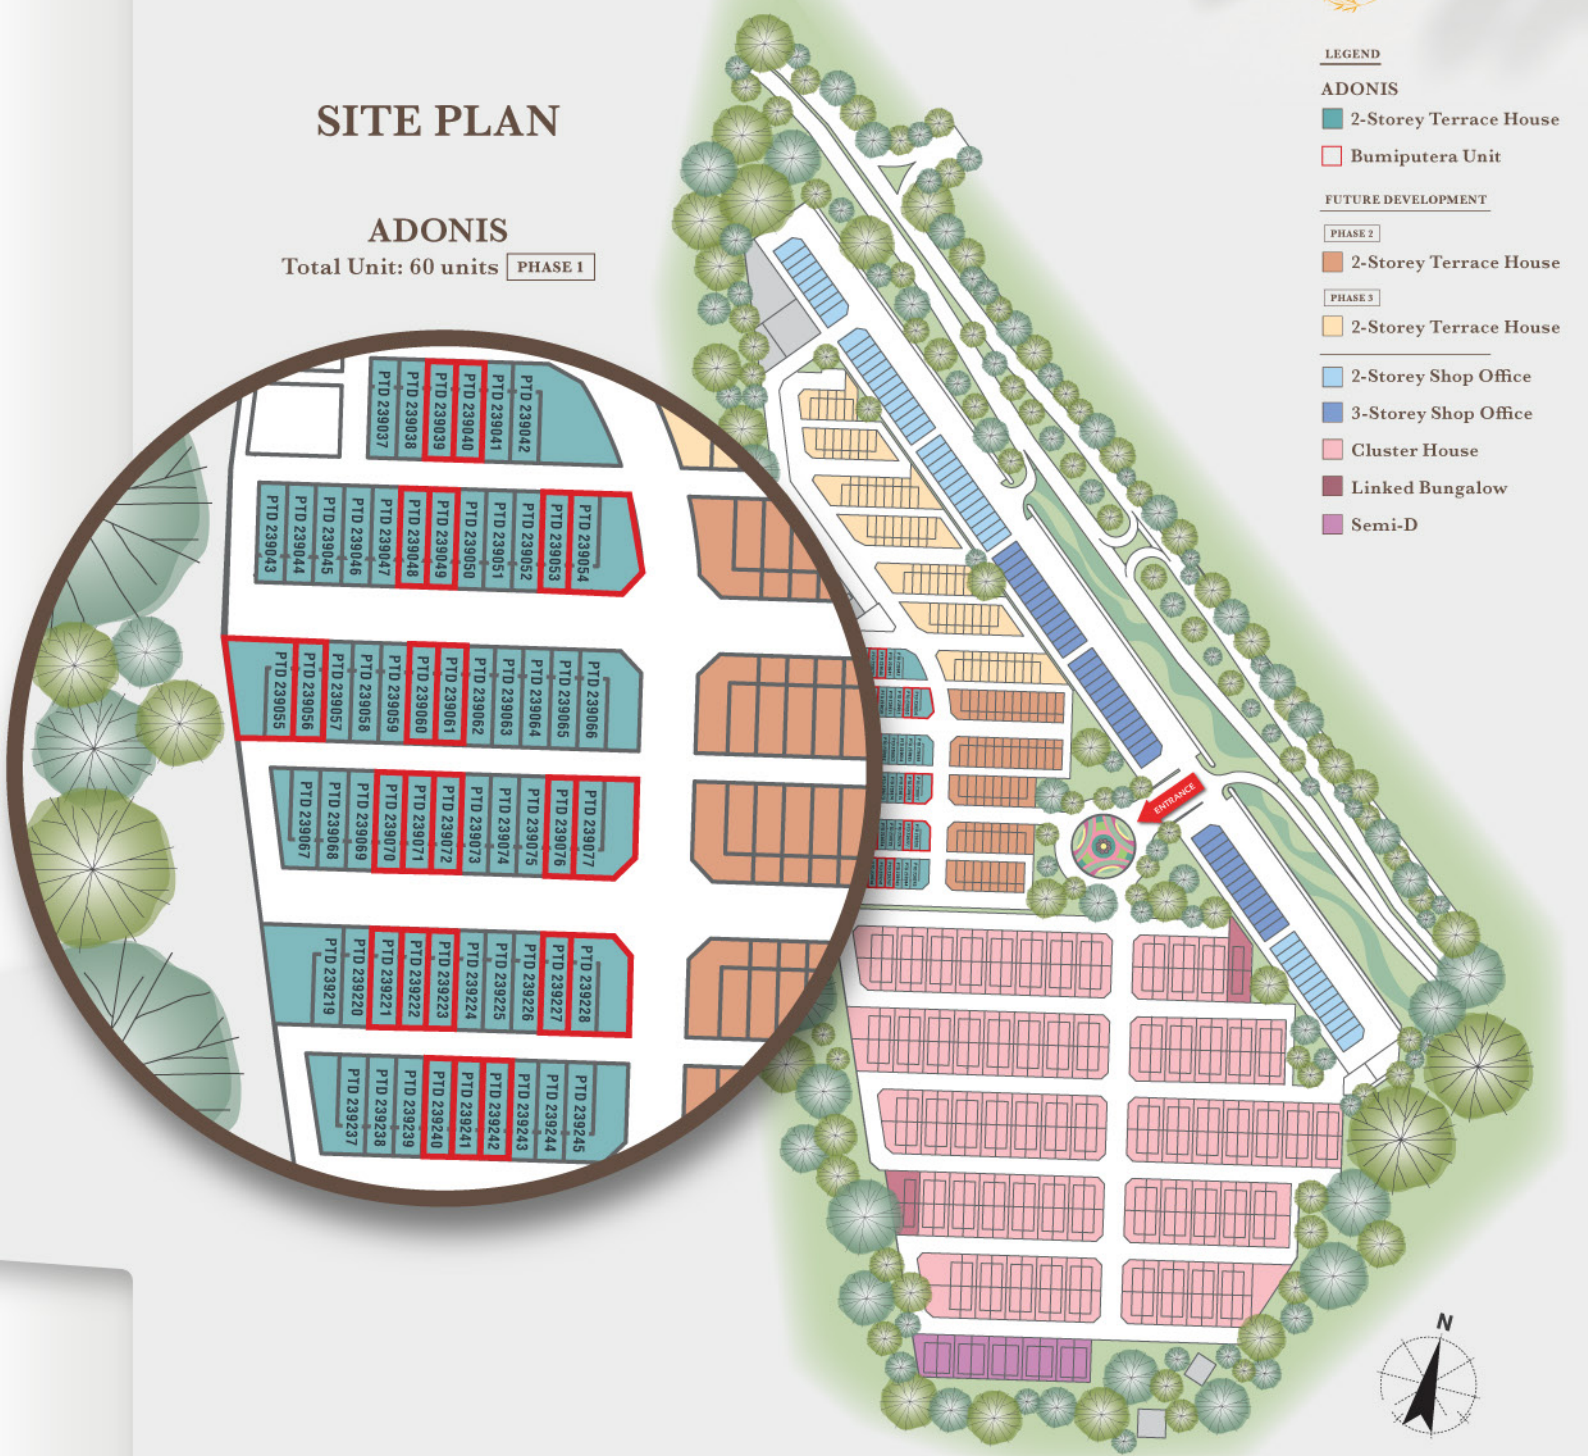 SITE PLAN
ADONIS
Total Unit: 60 units PHASE 1
LEGEND
ADONIS
2-Storey Terrace House
Bumiputera Unit
FUTURE DEVELOPMENT
PHASE 2
2-Storey Terrace House
PHASE 3
2-Storey Terrace House
2-Storey Shop Office
3-Storey Shop Office
Cluster House
Linked Bungalow
Semi-D
PTD 239037
PTD 239038
PTD 239039
PTD 239040
PTD 239041
PTD 239042
PTD 239043
PTD 239044
PTD 239045
PTD 239046
PTD 239047
PTD 239048
PTD 239049
PTD 239050
PTD 239051
PTD 239052
PTD 239053
PTD 239054
PTD 239055
PTD 239056
PTD 239057
PTD 239058
PTD 239059
PTD 239060
PTD 239061
PTD 239062
PTD 239063
PTD 239064
PTD 239065
PTD 239066
PTD 239067
PTD 239068
PTD 239069
PTD 239070
PTD 239071
PTD 239072
PTD 239073
PTD 239074
PTD 239075
PTD 239076
PTD 239077
PTD 239219
PTD 239220
PTD 239221
PTD 239222
PTD 239223
PTD 239224
PTD 239225
PTD 239226
PTD 239227
PTD 239228
PTD 239237
PTD 239238
PTD 239239
PTD 239240
PTD 239241
PTD 239242
PTD 239243
PTD 239244
PTD 239245
ENTRANCE
N